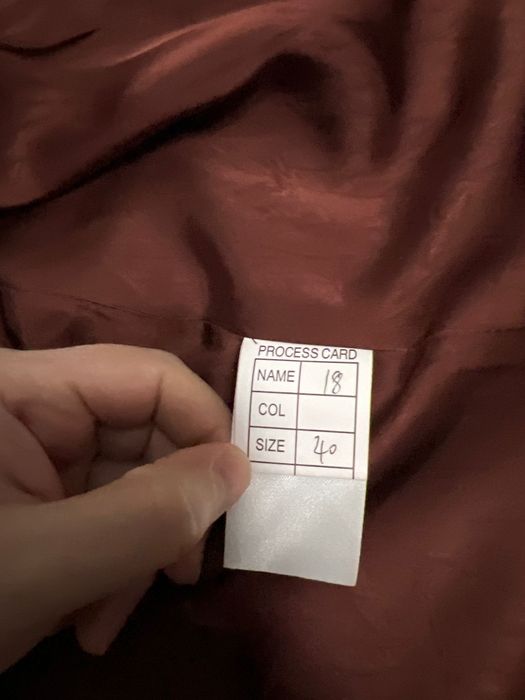 PROCESS CARD
NAME 18
COL
SIZE 40